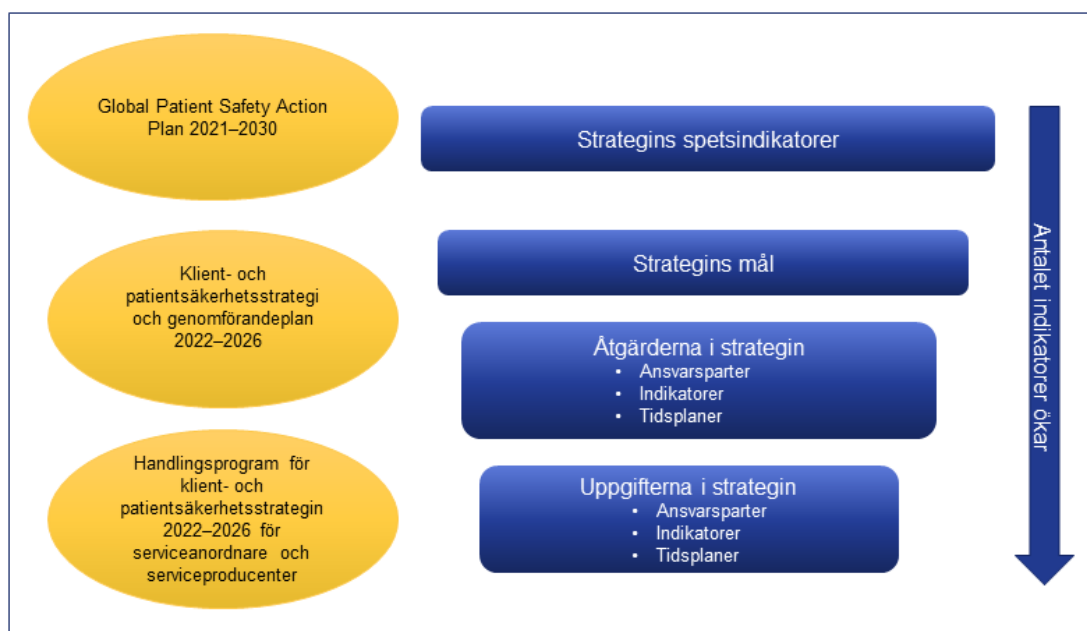 Global Patient Safety Action
Plan 2021–2030
Strategins spetsindikatorer
Klient- och
patientsäkerhetsstrategi
och genomförandeplan
2022–2026
Strategins mål
Åtgärderna i strategin
• Ansvarsparter
• Indikatorer
• Tidsplaner
Handlingsprogram för
klient- och
patientsäkerhetsstrategin
2022–2026 för
serviceanordnare och
serviceproducenter
Uppgifterna i strategin
• Ansvarsparter
• Indikatorer
• Tidsplaner
Antalet indikatorer ökar